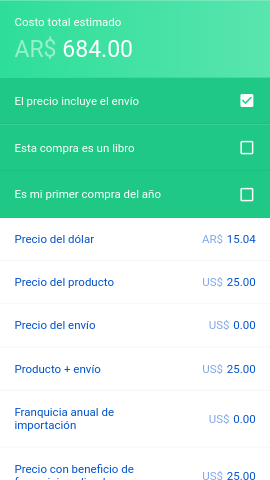 Costo total estimado
AR$ 684.00
El precio incluye el envío
Esta compra es un libro
Es mi primer compra del año
Precio del dólar AR$ 15.04
Precio del producto US$ 25.00
Precio del envío US$ 0.00
Producto + envío US$ 25.00
Franquicia anual de
importación US$ 0.00
Precio con beneficio de
US$ 25.00